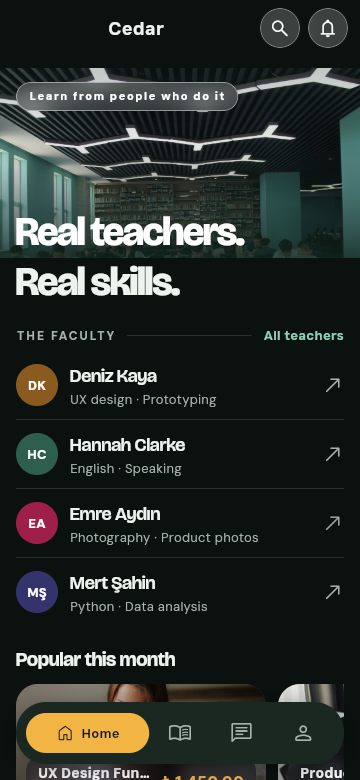 Cedar
Learn from people who do it
Real teachers.
Real skills.
THE FACULTY
All teachers
DK
Deniz Kaya
UX design · Prototyping
HC
Hannah Clarke
English · Speaking
EA
Emre Aydın
Photography · Product photos
MŞ
Mert Şahin
Python · Data analysis
Popular this month
Home
UX Design Fun…